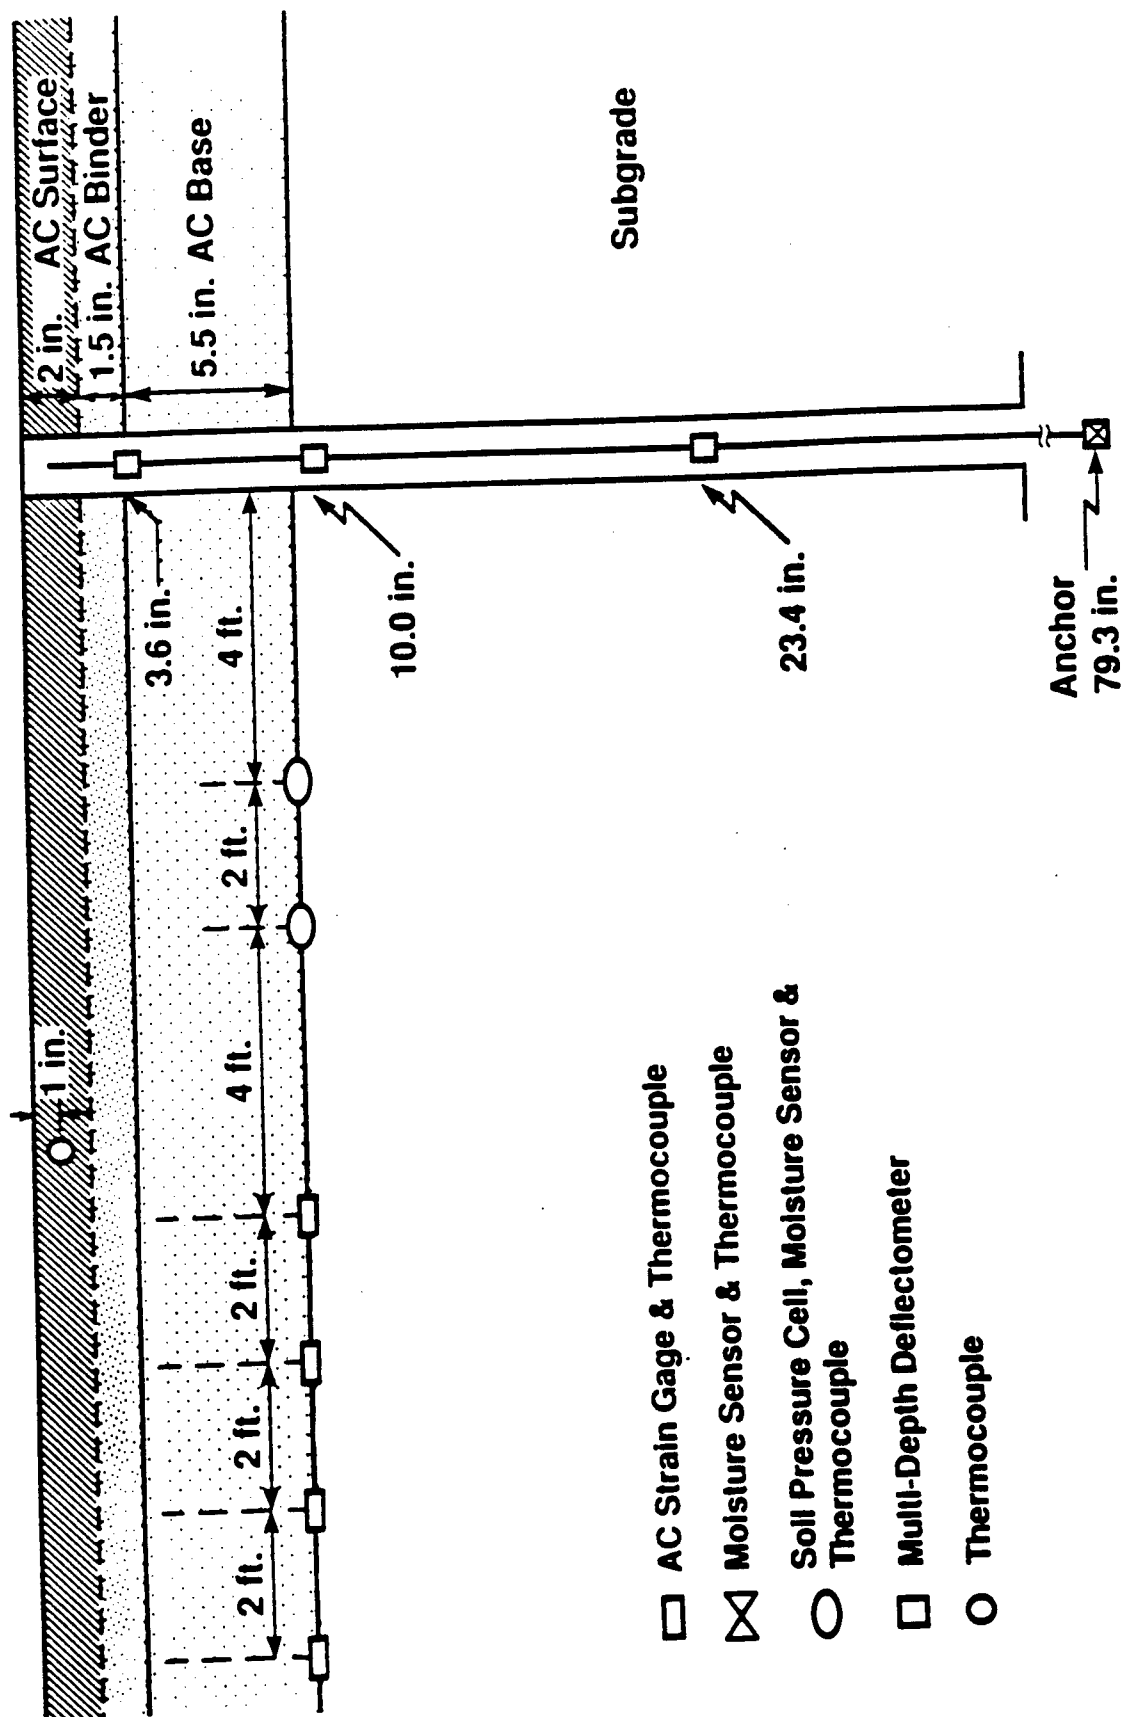 2 in. AC Surface
1.5 in. AC Binder
5.5 in. AC Base
1 in.
3.6 in.
2 ft.
2 ft.
2 ft.
4 ft.
2 ft.
4 ft.
10.0 in.
Subgrade
23.4 in.
Anchor
79.3 in.
AC Strain Gage & Thermocouple
Moisture Sensor & Thermocouple
Soil Pressure Cell, Moisture Sensor &
Thermocouple
Multi-Depth Deflectometer
Thermocouple